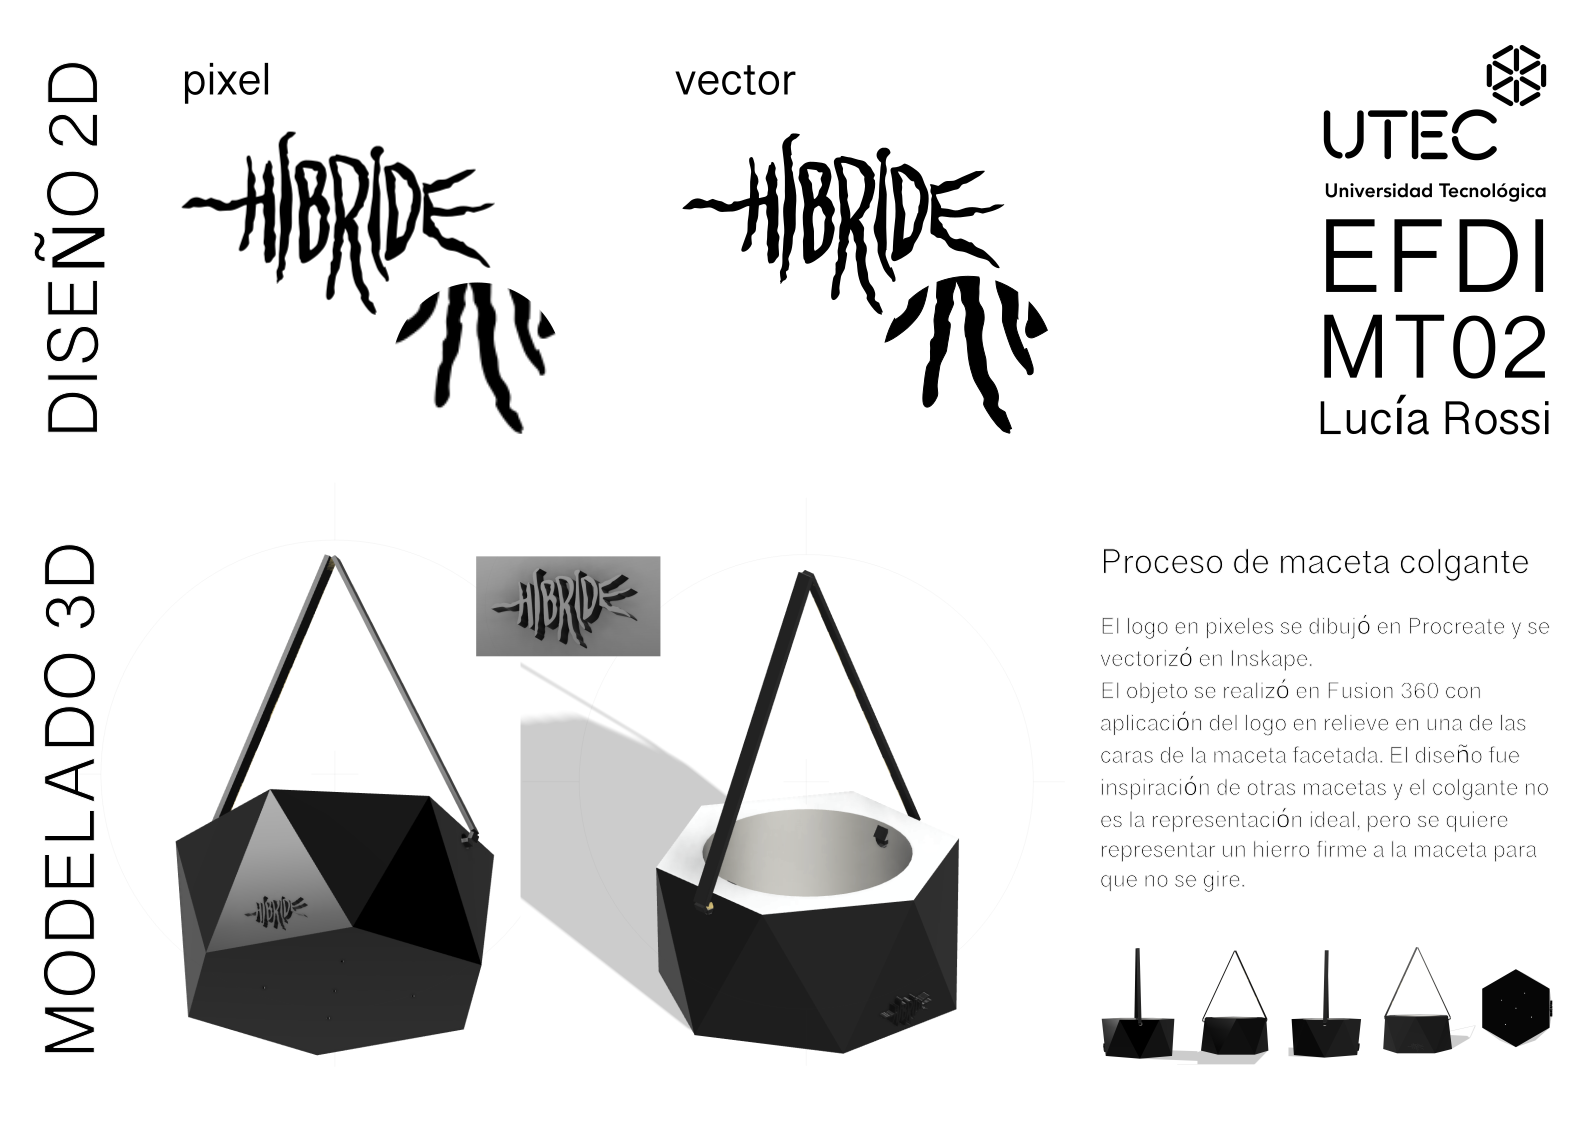 DISEÑO 2D
pixel
HÍBRIDE
vector
HÍBRIDE
UTEC
Universidad Tecnológica
EFDI
MT02
Lucía Rossi
MODELADO 3D
HÍBRIDE
HÍBRIDE
Proceso de maceta colgante
El logo en pixeles se dibujó en Procreate y se
vectorizó en Inskape.
El objeto se realizó en Fusion 360 con
aplicación del logo en relieve en una de las
caras de la maceta facetada. El diseño fue
inspiración de otras macetas y el colgante no
es la representación ideal, pero se quiere
representar un hierro firme a la maceta para
que no se gire.